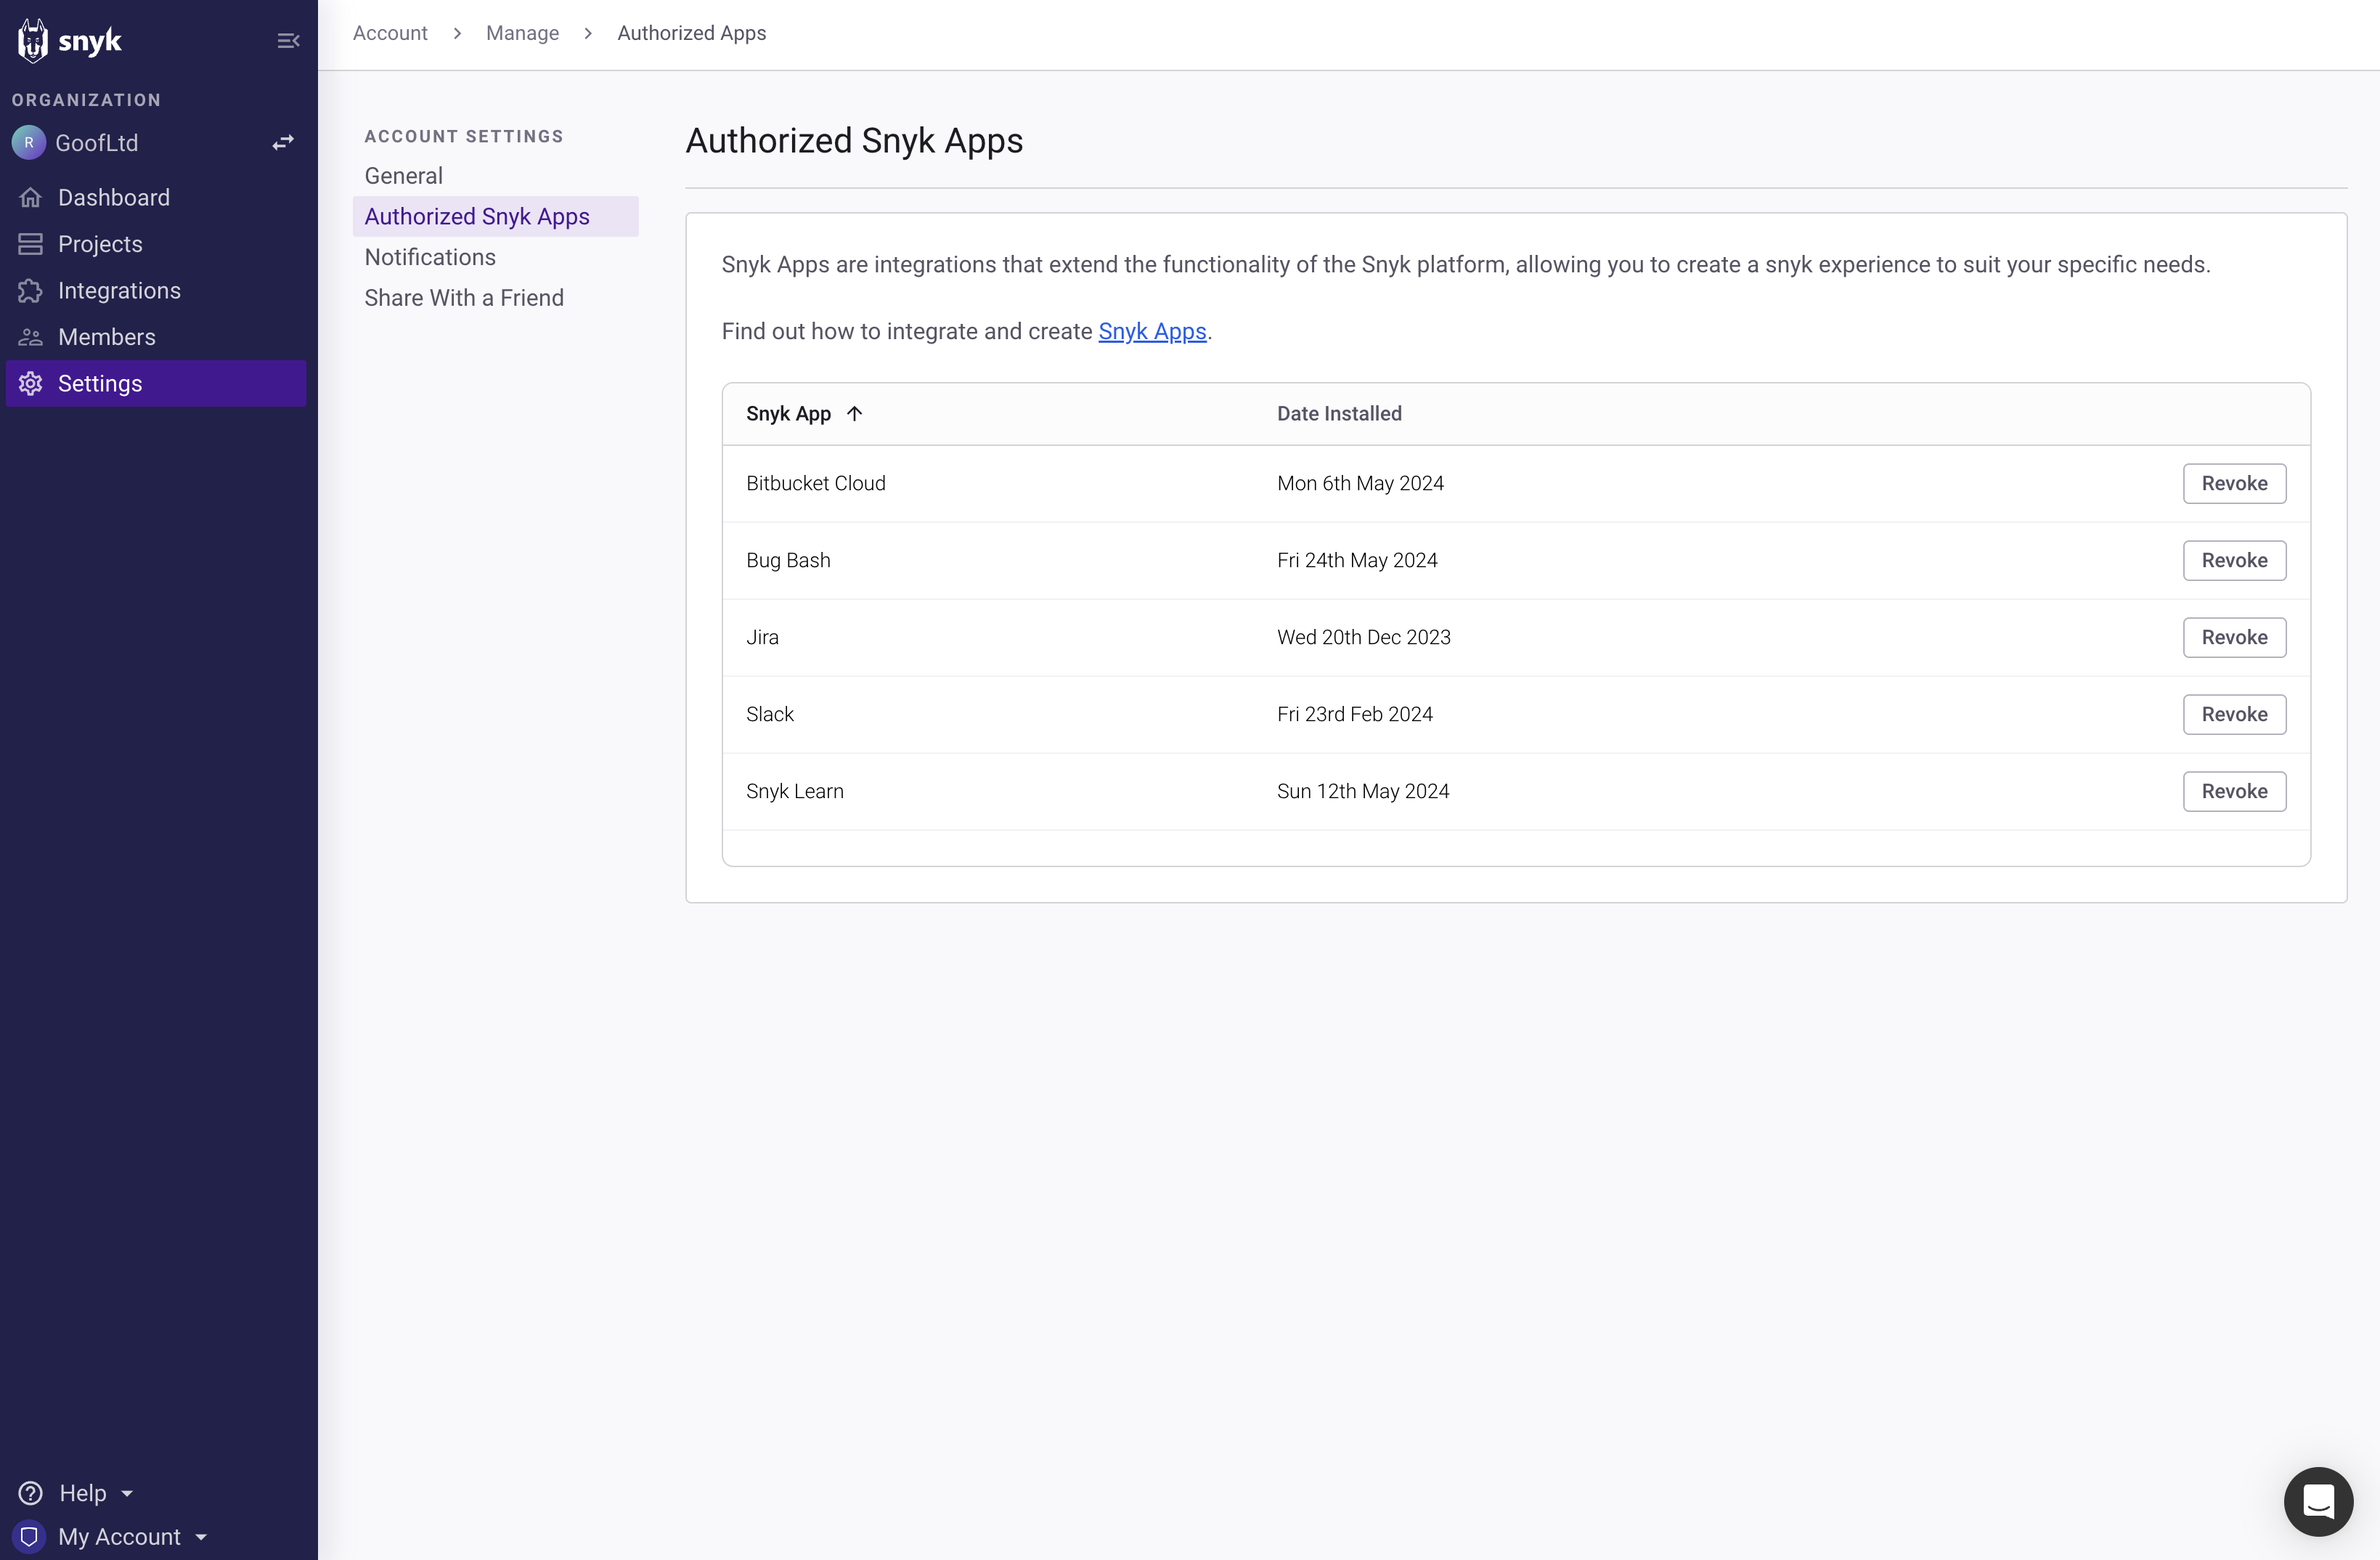 snyk
ORGANIZATION
R
GoofLtd
Dashboard
Projects
Integrations
Members
Settings
Help
My Account
Account > Manage > Authorized Apps
ACCOUNT SETTINGS
General
Authorized Snyk Apps
Notifications
Share With a Friend
Authorized Snyk Apps
Snyk Apps are integrations that extend the functionality of the Snyk platform, allowing you to create a snyk experience to suit your specific needs.
Find out how to integrate and create Snyk Apps.
Snyk App ↑ Date Installed
Bitbucket Cloud Mon 6th May 2024 Revoke
Bug Bash Fri 24th May 2024 Revoke
Jira Wed 20th Dec 2023 Revoke
Slack Fri 23rd Feb 2024 Revoke
Snyk Learn Sun 12th May 2024 Revoke